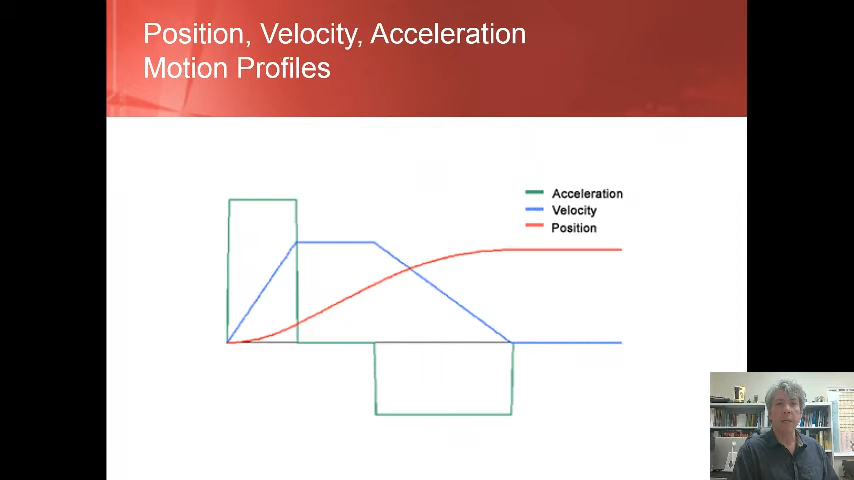 Position, Velocity, Acceleration
Motion Profiles
Acceleration
Velocity
Position